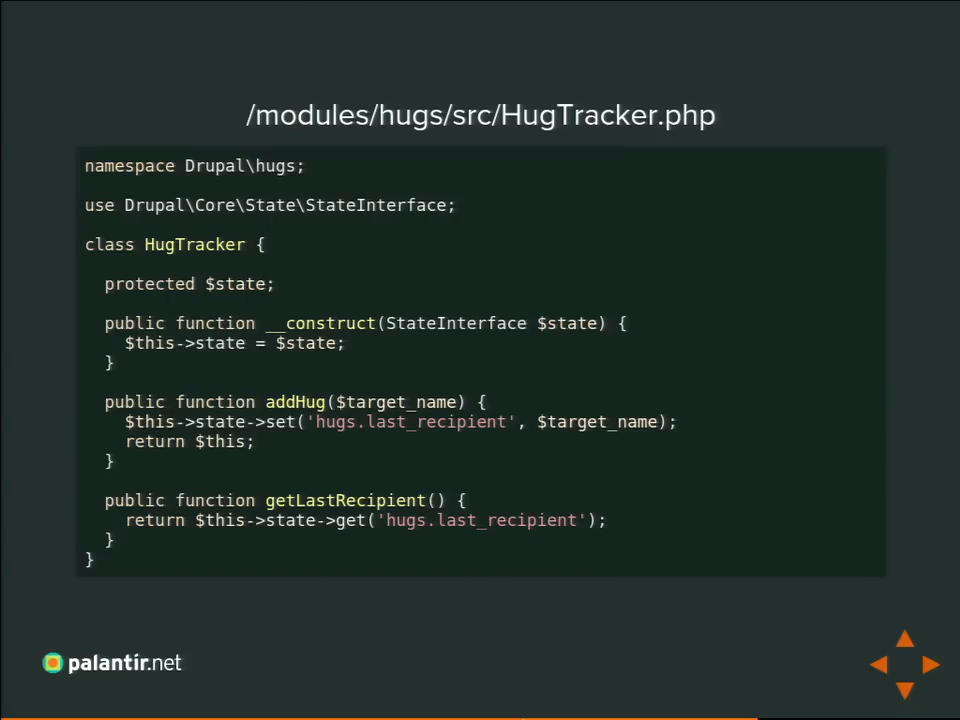 /modules/hugs/src/HugTracker.php
namespace Drupal\hugs;
use Drupal\Core\State\StateInterface;
class HugTracker {
protected $state;
public function __construct(StateInterface $state) {
$this->state = $state;
}
public function addHug($target_name) {
$this->state->set('hugs.last_recipient', $target_name);
return $this;
}
public function getLastRecipient() {
return $this->state->get('hugs.last_recipient');
}
}
palantir.net